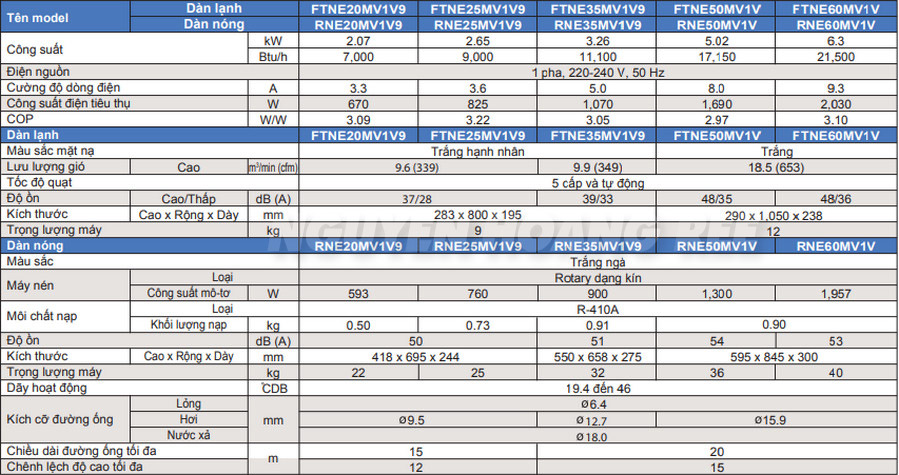 Tên model Dàn lạnh FTNE20MV1V9 FTNE25MV1V9 FTNE35MV1V9 FTNE50MV1V FTNE60MV1V
Dàn nóng RNE20MV1V9 RNE25MV1V9 RNE35MV1V9 RNE50MV1V RNE60MV1V
Công suất kW 2.07 2.65 3.26 5.02 6.3
Btu/h 7,000 9,000 11,100 17,150 21,500
Điện nguồn 1 pha, 220-240 V, 50 Hz
Cường độ dòng điện A 3.3 3.6 5.0 8.0 9.3
Công suất điện tiêu thụ W 670 825 1,070 1,690 2,030
COP W/W 3.09 3.22 3.05 2.97 3.10
Dàn lạnh FTNE20MV1V9 FTNE25MV1V9 FTNE35MV1V9 FTNE50MV1V FTNE60MV1V
Màu sắc mặt nạ Trắng hạnh nhân Trắng
Lưu lượng gió Cao m³/min (cfm) 9.6 (339) 9.9 (349) 18.5 (653)
Tốc độ quạt 5 cấp và tự động
Độ ồn Cao/Thấp dB (A) 37/28 39/33 48/35 48/36
Kích thước Cao x Rộng x Dày mm 283 x 800 x 195 290 x 1,050 x 238
Trọng lượng máy kg 9 12
NGUYEN HOANG REE
Dàn nóng RNE20MV1V9 RNE25MV1V9 RNE35MV1V9 RNE50MV1V RNE60MV1V
Màu sắc Trắng ngà
Máy nén Loại Rotary dạng kín
Công suất mô-tơ W 593 760 900 1,300 1,957
Môi chất nạp Loại R-410A
Khối lượng nạp kg 0.50 0.73 0.91 0.90
Độ ồn dB (A) 50 51 54 53
Kích thước Cao x Rộng x Dày mm 418 x 695 x 244 550 x 658 x 275 595 x 845 x 300
Trọng lượng máy kg 22 25 32 36 40
Dãy hoạt động °CDB 19.4 đến 46
Kích cỡ đường ống Lỏng mm ø6.4
Hơi ø9.5 ø12.7 ø15.9
Nước xả ø18.0
Chiều dài đường ống tối đa m 15 20
Chênh lệch độ cao tối đa 12 15